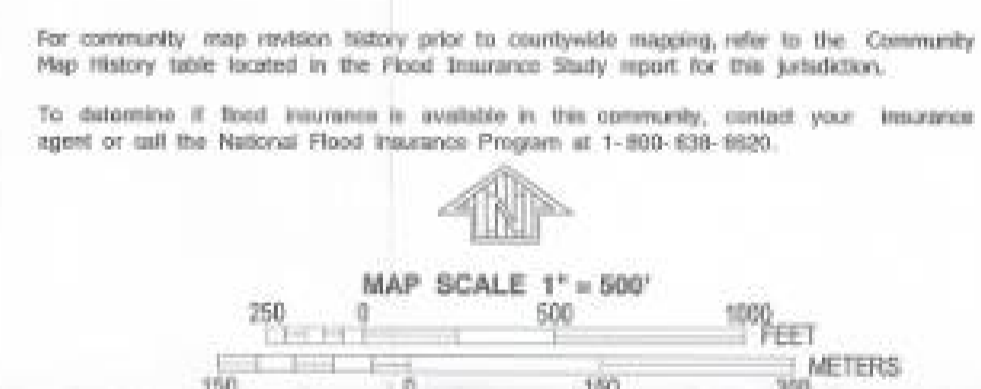 For community map revision history prior to countywide mapping, refer to the Community
Map History table located in the Flood Insurance Study report for this jurisdiction.
To determine if flood insurance is available in this community, contact your insurance
agent or call the National Flood Insurance Program at 1-800-638-6620.
N
MAP SCALE 1" = 500'
250 0 500 1000
FEET
METERS
150 0 150 300